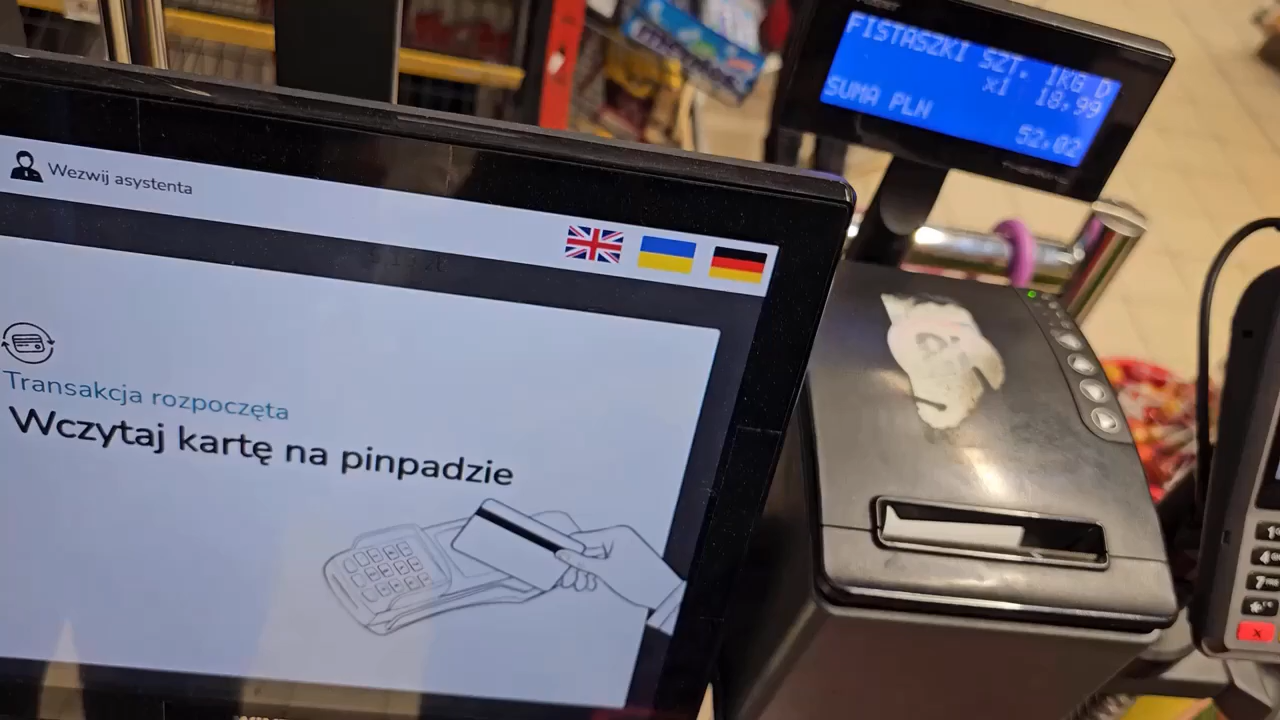 FISTASZKI SZT. 1KG D
x1 18,99
SUMA PLN
52,02
Wezwij asystenta
Transakcja rozpoczęta
Wczytaj kartę na pinpadzie